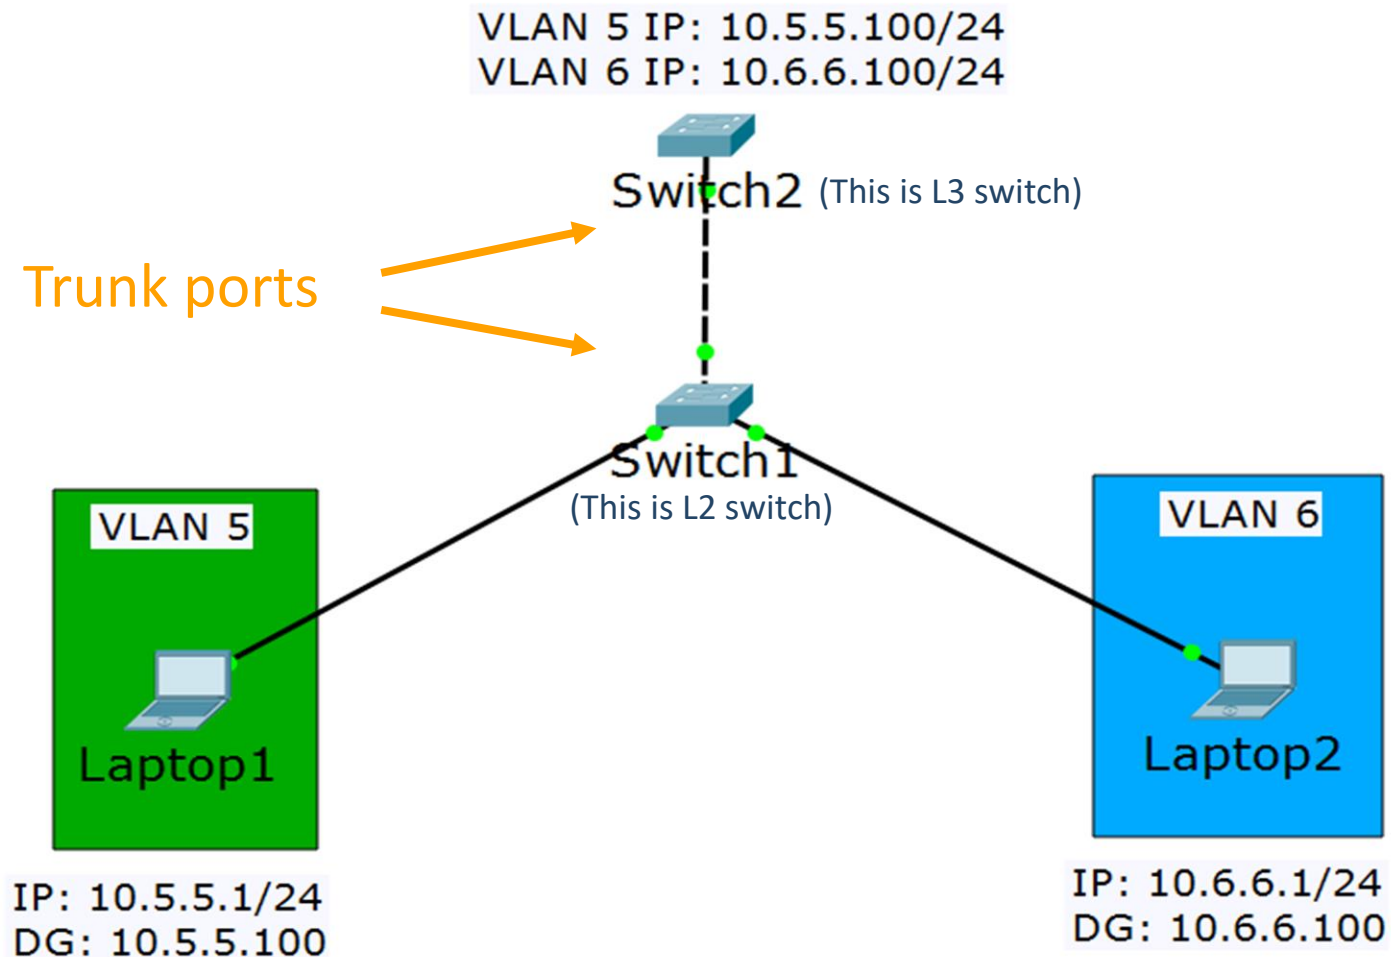 VLAN 5 IP: 10.5.5.100/24
VLAN 6 IP: 10.6.6.100/24
Switch2 (This is L3 switch)
Trunk ports
Switch1
(This is L2 switch)
VLAN 5
VLAN 6
Laptop1
Laptop2
IP: 10.5.5.1/24
DG: 10.5.5.100
IP: 10.6.6.1/24
DG: 10.6.6.100